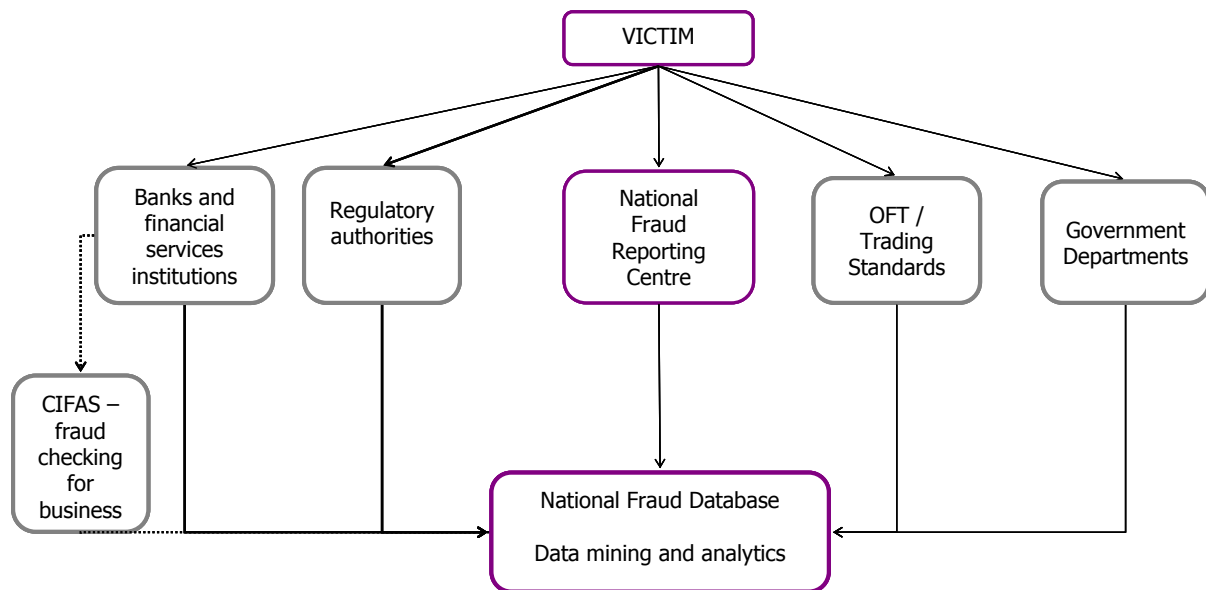 VICTIM
Banks and
financial
services
institutions
Regulatory
authorities
National
Fraud
Reporting
Centre
OFT /
Trading
Standards
Government
Departments
CIFAS –
fraud
checking
for
business
National Fraud Database
Data mining and analytics